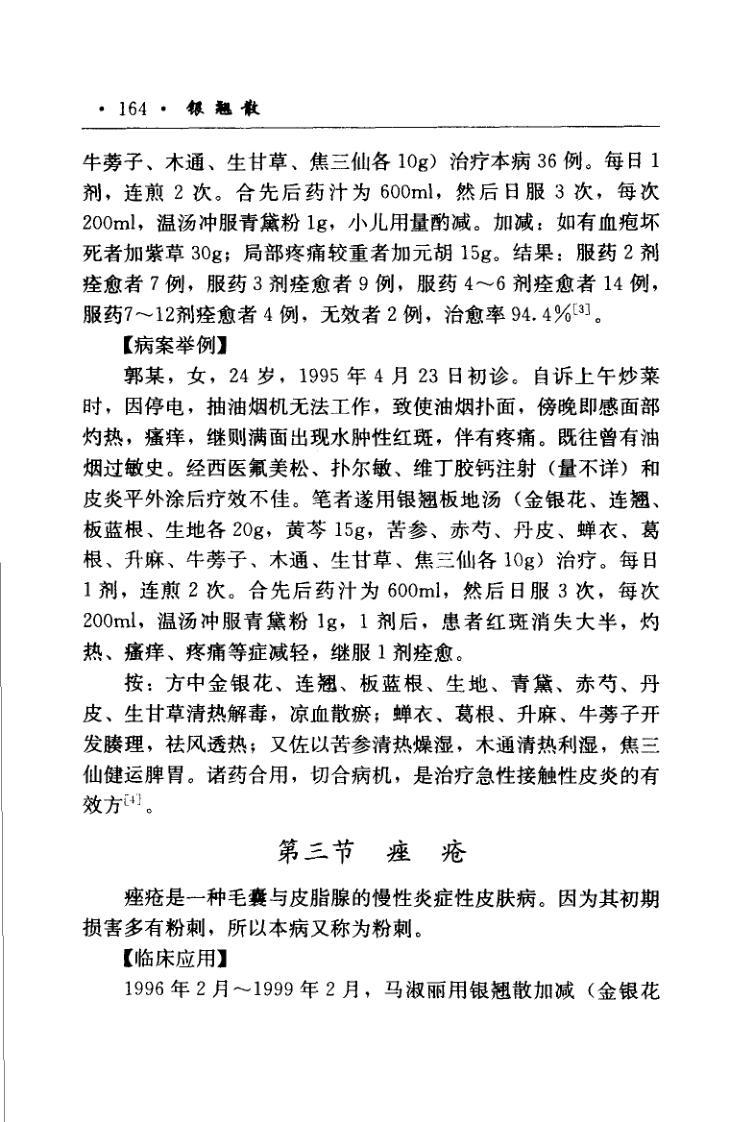 · 164 · 银翘散
牛蒡子、木通、生甘草、焦三仙各 10g）治疗本病 36 例。每日 1
剂，连煎 2 次。合先后药汁为 600ml，然后日服 3 次，每次
200ml，温汤冲服青黛粉 1g，小儿用量酌减。加减：如有血疱坏
死者加紫草 30g；局部疼痛较重者加元胡 15g。结果：服药 2 剂
痊愈者 7 例，服药 3 剂痊愈者 9 例，服药 4～6 剂痊愈者 14 例，
服药7～12剂痊愈者 4 例，无效者 2 例，治愈率 94.4%[3]。
【病案举例】
郭某，女，24 岁，1995 年 4 月 23 日初诊。自诉上午炒菜
时，因停电，抽油烟机无法工作，致使油烟扑面，傍晚即感面部
灼热，瘙痒，继则满面出现水肿性红斑，伴有疼痛。既往曾有油
烟过敏史。经西医氟美松、扑尔敏、维丁胶钙注射（量不详）和
皮炎平外涂后疗效不佳。笔者遂用银翘板地汤（金银花、连翘、
板蓝根、生地各 20g，黄芩 15g，苦参、赤芍、丹皮、蝉衣、葛
根、升麻、牛蒡子、木通、生甘草、焦三仙各 10g）治疗。每日
1 剂，连煎 2 次。合先后药汁为 600ml，然后日服 3 次，每次
200ml，温汤冲服青黛粉 1g，1 剂后，患者红斑消失大半，灼
热、瘙痒、疼痛等症减轻，继服 1 剂痊愈。
按：方中金银花、连翘、板蓝根、生地、青黛、赤芍、丹
皮、生甘草清热解毒，凉血散瘀；蝉衣、葛根、升麻、牛蒡子开
发腠理，祛风透热；又佐以苦参清热燥湿，木通清热利湿，焦三
仙健运脾胃。诸药合用，切合病机，是治疗急性接触性皮炎的有
效方[4]。
第三节 痤 疮
痤疮是一种毛囊与皮脂腺的慢性炎症性皮肤病。因为其初期
损害多有粉刺，所以本病又称为粉刺。
【临床应用】
1996 年 2 月～1999 年 2 月，马淑丽用银翘散加减（金银花